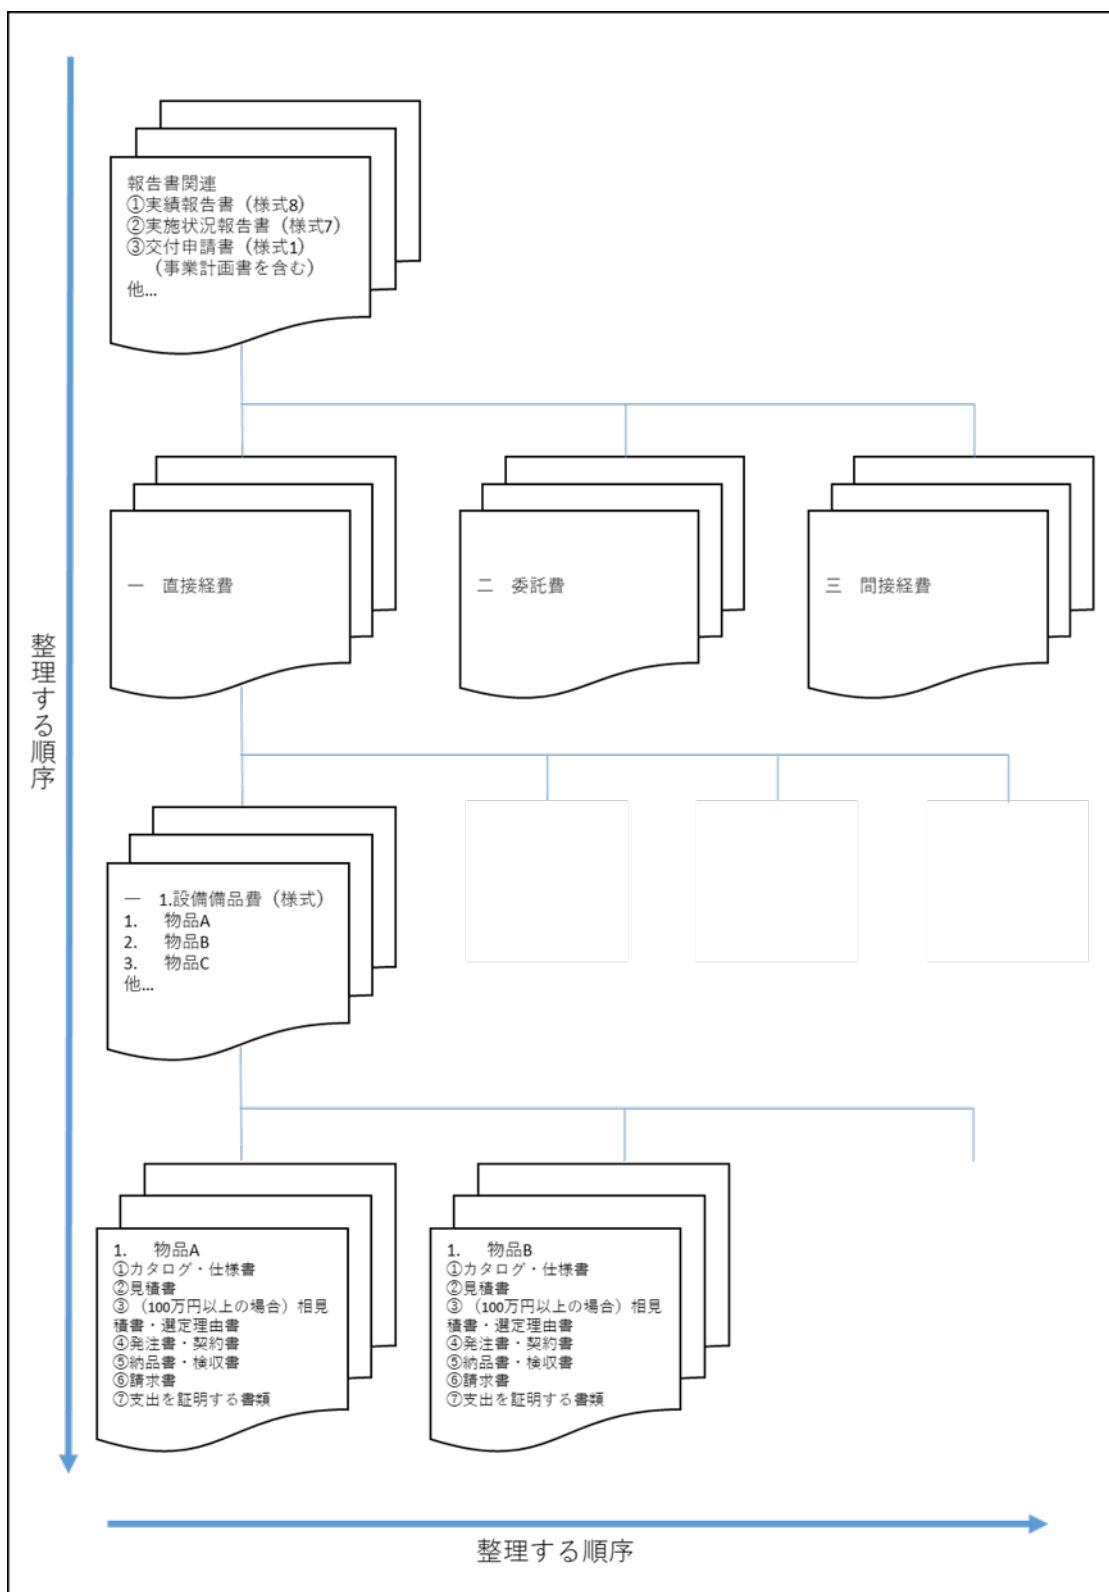 報告書関連
①実績報告書（様式8）
②実施状況報告書（様式7）
③交付申請書（様式1）
（事業計画書を含む）
他…
一　直接経費
二　委託費
三　間接経費
整理する順序
一　1.設備備品費（様式）
1.　物品A
2.　物品B
3.　物品C
他…
1.　物品A
①カタログ・仕様書
②見積書
③（100万円以上の場合）相見
積書・選定理由書
④発注書・契約書
⑤納品書・検収書
⑥請求書
⑦支出を証明する書類
1.　物品B
①カタログ・仕様書
②見積書
③（100万円以上の場合）相見
積書・選定理由書
④発注書・契約書
⑤納品書・検収書
⑥請求書
⑦支出を証明する書類
整理する順序